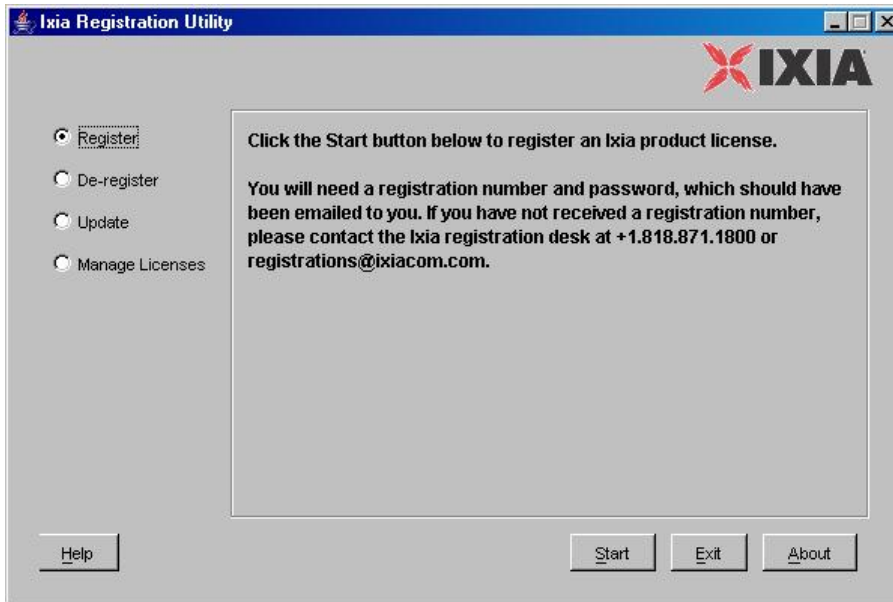 Ixia Registration Utility
IXIA
Register
De-register
Update
Manage Licenses
Click the Start button below to register an Ixia product license.
You will need a registration number and password, which should have
been emailed to you. If you have not received a registration number,
please contact the Ixia registration desk at +1.818.871.1800 or
registrations@ixiacom.com.
Help
Start
Exit
About